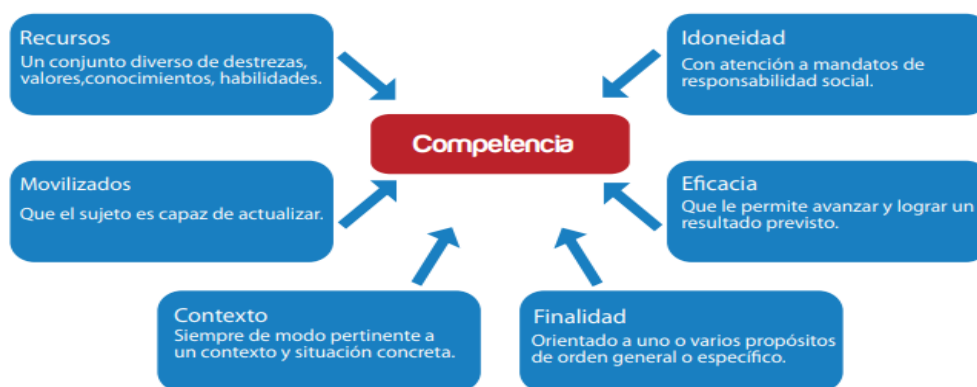 Recursos
Un conjunto diverso de destrezas,
valores,conocimientos, habilidades.
Idoneidad
Con atención a mandatos de
responsabilidad social.
Competencia
Movilizados
Que el sujeto es capaz de actualizar.
Eficacia
Que le permite avanzar y lograr un
resultado previsto.
Contexto
Siempre de modo pertinente a
un contexto y situación concreta.
Finalidad
Orientado a uno o varios propósitos
de orden general o específico.